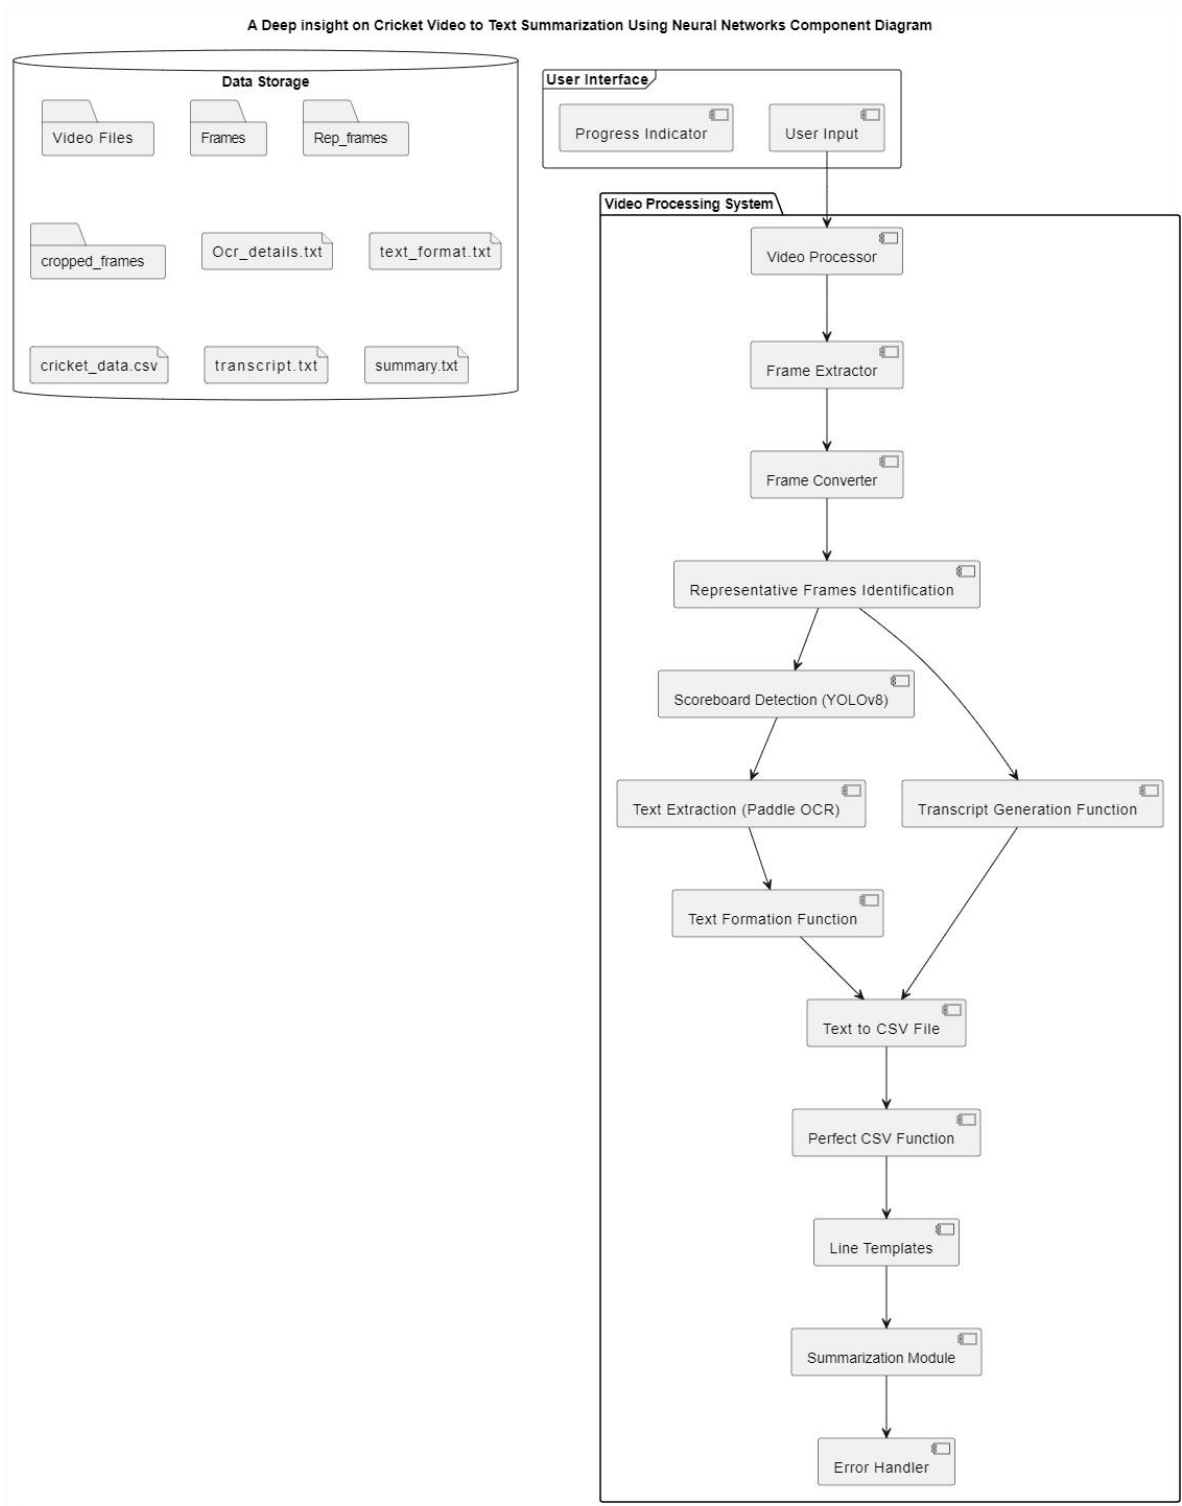 A Deep insight on Cricket Video to Text Summarization Using Neural Networks Component Diagram
Data Storage
Video Files
Frames
Rep_frames
cropped_frames
Ocr_details.txt
text_format.txt
cricket_data.csv
transcript.txt
summary.txt
User Interface
Progress Indicator
User Input
Video Processing System
Video Processor
Frame Extractor
Frame Converter
Representative Frames Identification
Scoreboard Detection (YOLOv8)
Text Extraction (Paddle OCR)
Transcript Generation Function
Text Formation Function
Text to CSV File
Perfect CSV Function
Line Templates
Summarization Module
Error Handler